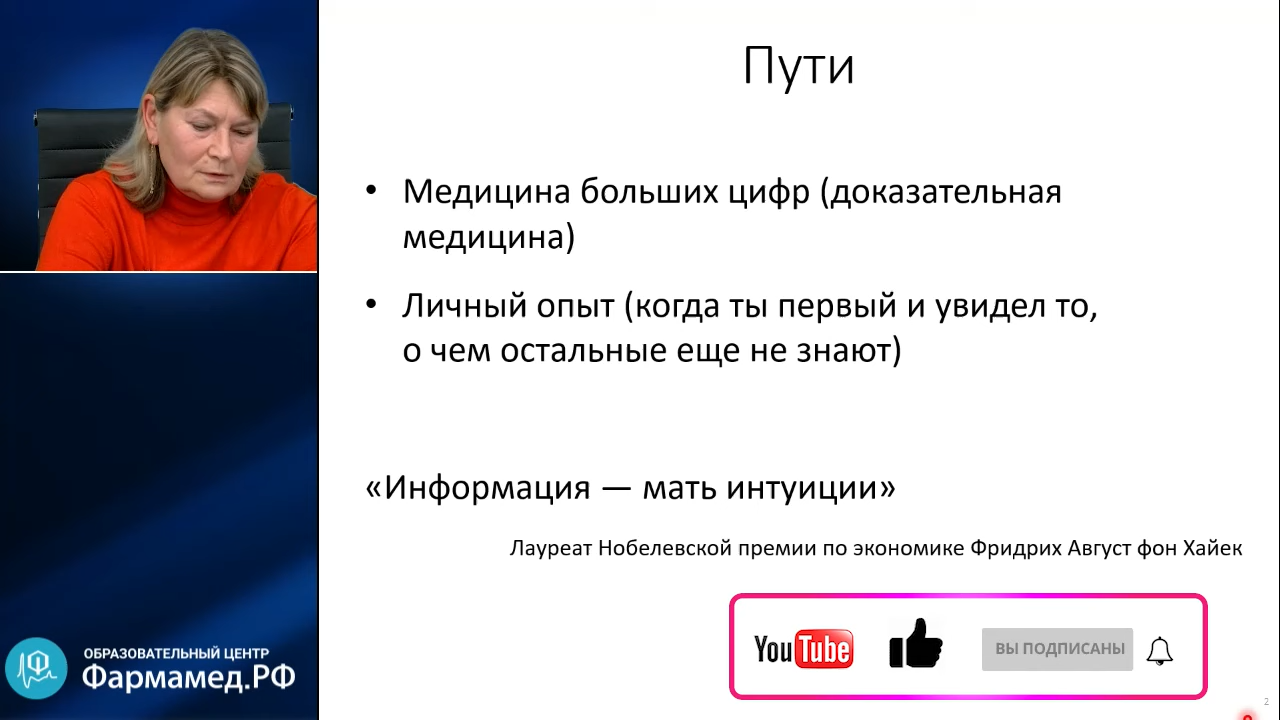 Пути
• Медицина больших цифр (доказательная
медицина)
• Личный опыт (когда ты первый и увидел то,
о чем остальные еще не знают)
«Информация — мать интуиции»
Лауреат Нобелевской премии по экономике Фридрих Август фон Хайек
YouTube
ВЫ ПОДПИСАНЫ
ОБРАЗОВАТЕЛЬНЫЙ ЦЕНТР
Фармамед.РФ
2